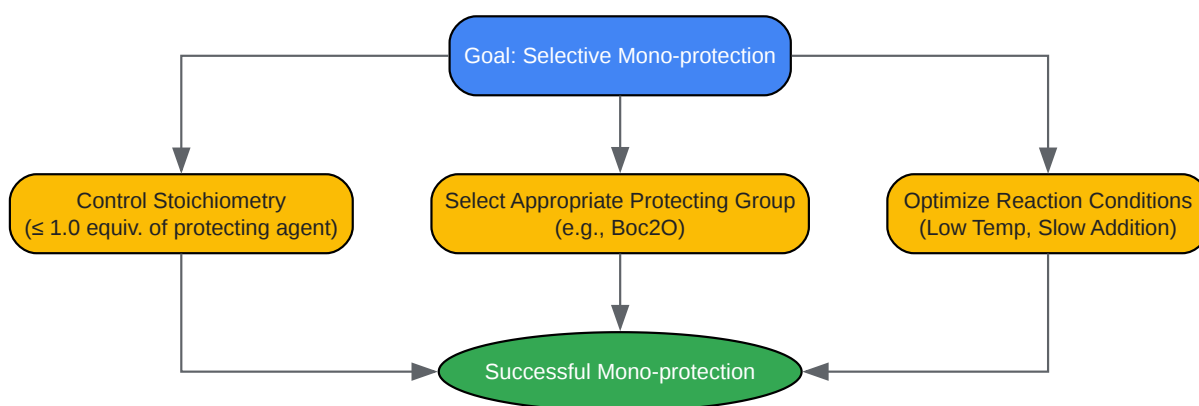 Goal: Selective Mono-protection
Control Stoichiometry
(≤ 1.0 equiv. of protecting agent)
Select Appropriate Protecting Group
(e.g., Boc2O)
Optimize Reaction Conditions
(Low Temp, Slow Addition)
Successful Mono-protection